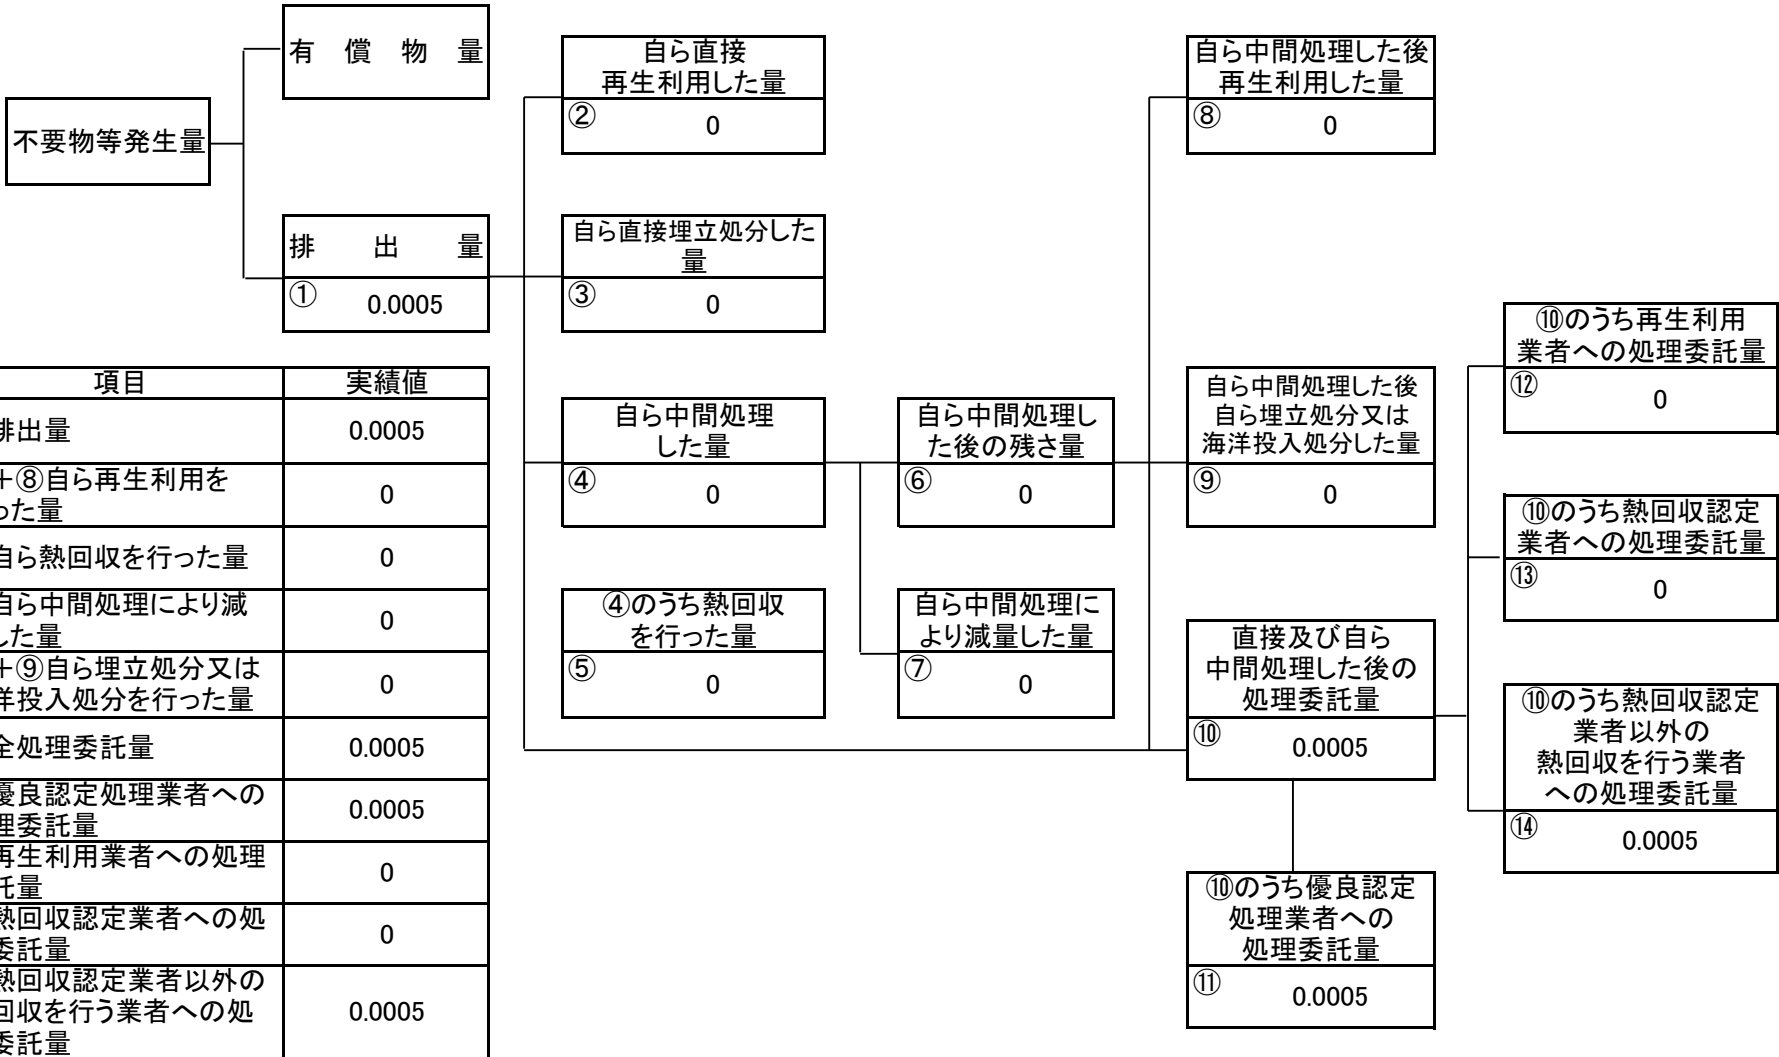 有 償 物 量
不要物等発生量
排 出 量
① 0.0005
自ら直接
再生利用した量
② 0
自ら直接埋立処分した
量
③ 0
自ら中間処理
した量
④ 0
④のうち熱回収
を行った量
⑤ 0
自ら中間処理し
た後の残さ量
⑥ 0
自ら中間処理に
より減量した量
⑦ 0
自ら中間処理した後
再生利用した量
⑧ 0
自ら中間処理した後
自ら埋立処分又は
海洋投入処分した量
⑨ 0
直接及び自ら
中間処理した後の
処理委託量
⑩ 0.0005
⑩のうち優良認定
処理業者への
処理委託量
⑪ 0.0005
⑩のうち再生利用
業者への処理委託量
⑫ 0
⑩のうち熱回収認定
業者への処理委託量
⑬ 0
⑩のうち熱回収認定
業者以外の
熱回収を行う業者
への処理委託量
⑭ 0.0005
項目 実績値
排出量 0.0005
+⑧自ら再生利用を
った量 0
自ら熱回収を行った量 0
自ら中間処理により減
した量 0
+⑨自ら埋立処分又は
洋投入処分を行った量 0
全処理委託量 0.0005
優良認定処理業者への
理委託量 0.0005
再生利用業者への処理
託量 0
熱回収認定業者への処
委託量 0
熱回収認定業者以外の
回収を行う業者への処
委託量 0.0005